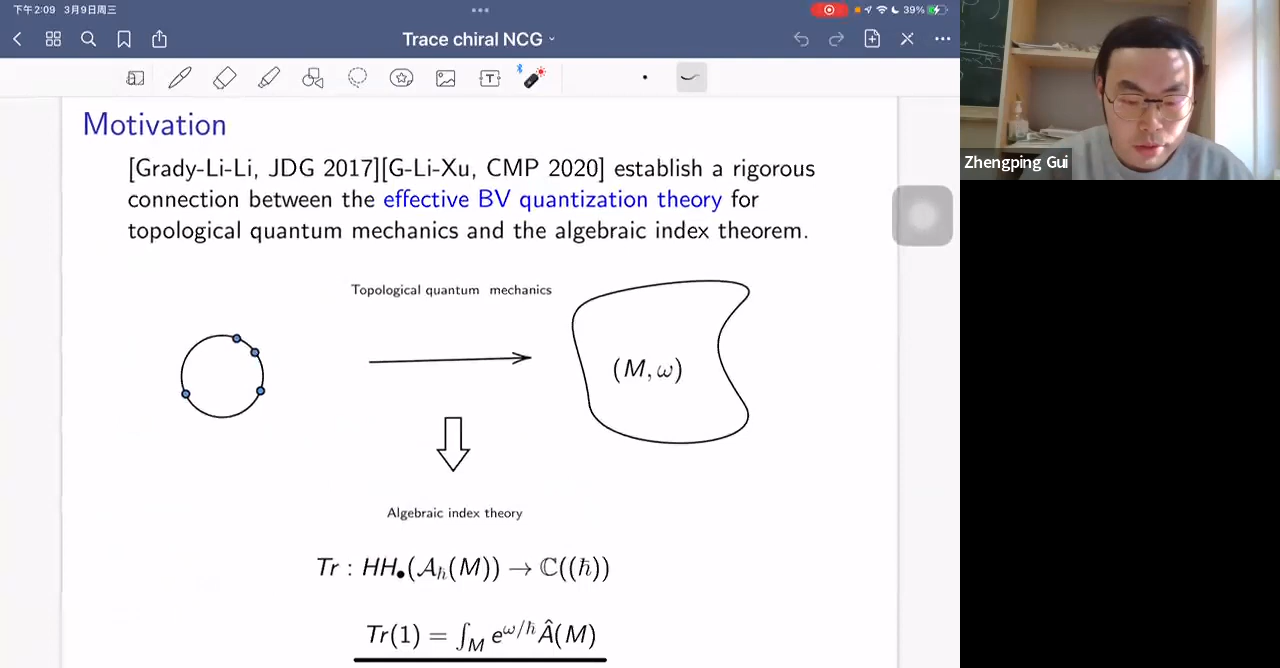 下午2:09 3月9日周三
39%
Trace chiral NCG
Zhengping Gui
Motivation
[Grady-Li-Li, JDG 2017][G-Li-Xu, CMP 2020] establish a rigorous
connection between the effective BV quantization theory for
topological quantum mechanics and the algebraic index theorem.
Topological quantum mechanics
(M, ω)
Algebraic index theory
Tr : HH•(𝒜ℏ(M)) → ℂ((ℏ))
Tr(1) = ∫_M e^{ω/ℏ} Â(M)